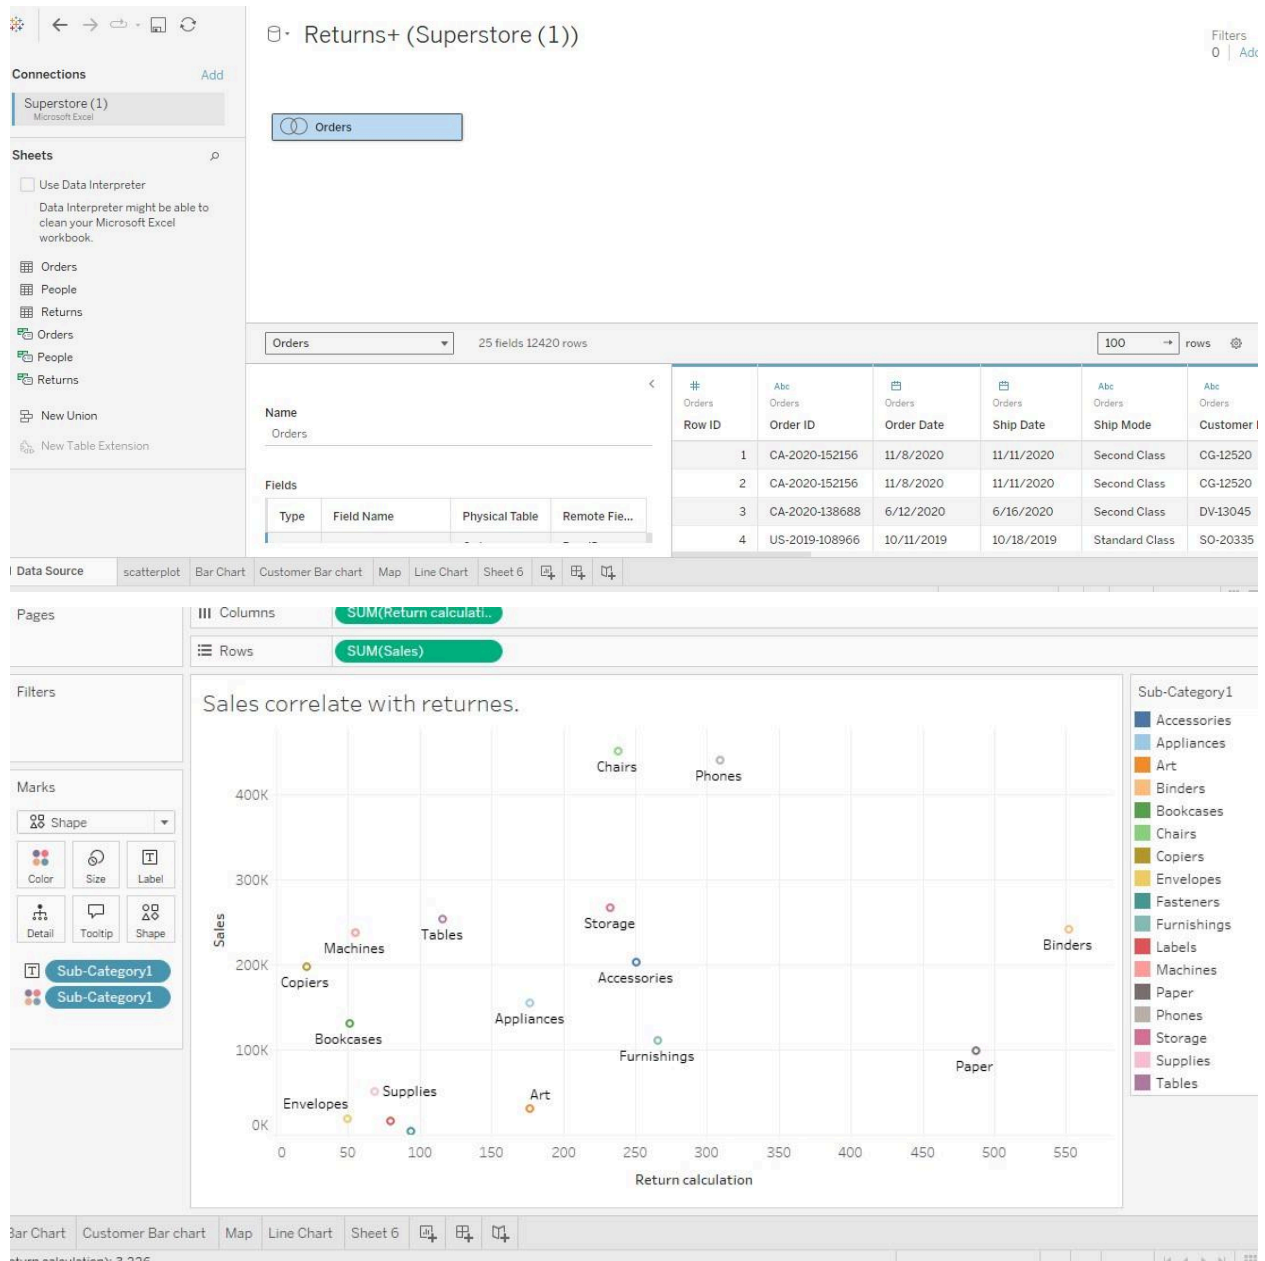 Returns+ (Superstore (1))
Filters
0 | Add
Connections Add
Superstore (1)
Microsoft Excel
Orders
Sheets
Use Data Interpreter
Data Interpreter might be able to
clean your Microsoft Excel
workbook.
Orders
People
Returns
Orders
People
Returns
New Union
New Table Extension
Orders 25 fields 12420 rows 100 → rows
Name
Orders
Fields
Type Field Name Physical Table Remote Fie...
# Abc Abc Abc
Orders Orders Orders Orders Orders Orders
Row ID Order ID Order Date Ship Date Ship Mode Customer
1 CA-2020-152156 11/8/2020 11/11/2020 Second Class CG-12520
2 CA-2020-152156 11/8/2020 11/11/2020 Second Class CG-12520
3 CA-2020-138688 6/12/2020 6/16/2020 Second Class DV-13045
4 US-2019-108966 10/11/2019 10/18/2019 Standard Class SO-20335
Data Source scatterplot Bar Chart Customer Bar chart Map Line Chart Sheet 6
Pages
Columns SUM(Return calculati..
Rows SUM(Sales)
Filters
Marks
Shape
Color Size Label
Detail Tooltip Shape
Sub-Category1
Sub-Category1
Sales correlate with returnes.
Chairs
Phones
400K
300K
Storage
Tables
Machines
Binders
Sales
200K
Copiers
Accessories
Appliances
Bookcases
100K
Furnishings
Paper
Supplies
Art
Envelopes
0K
0 50 100 150 200 250 300 350 400 450 500 550
Return calculation
Sub-Category1
Accessories
Appliances
Art
Binders
Bookcases
Chairs
Copiers
Envelopes
Fasteners
Furnishings
Labels
Machines
Paper
Phones
Storage
Supplies
Tables
Bar Chart Customer Bar chart Map Line Chart Sheet 6